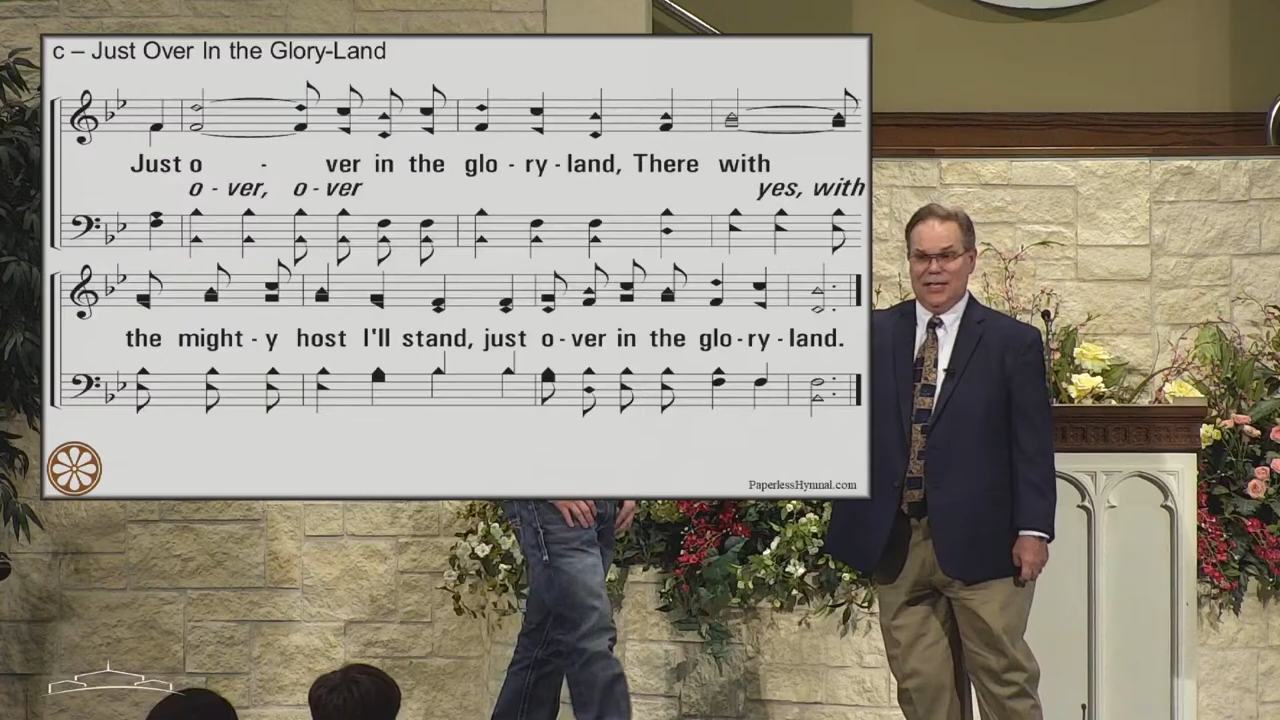 c – Just Over In the Glory-Land
Just o - ver in the glo - ry - land, There with
o - ver, o - ver yes, with
the might - y host I'll stand, just o - ver in the glo - ry - land.
PaperlessHymnal.com